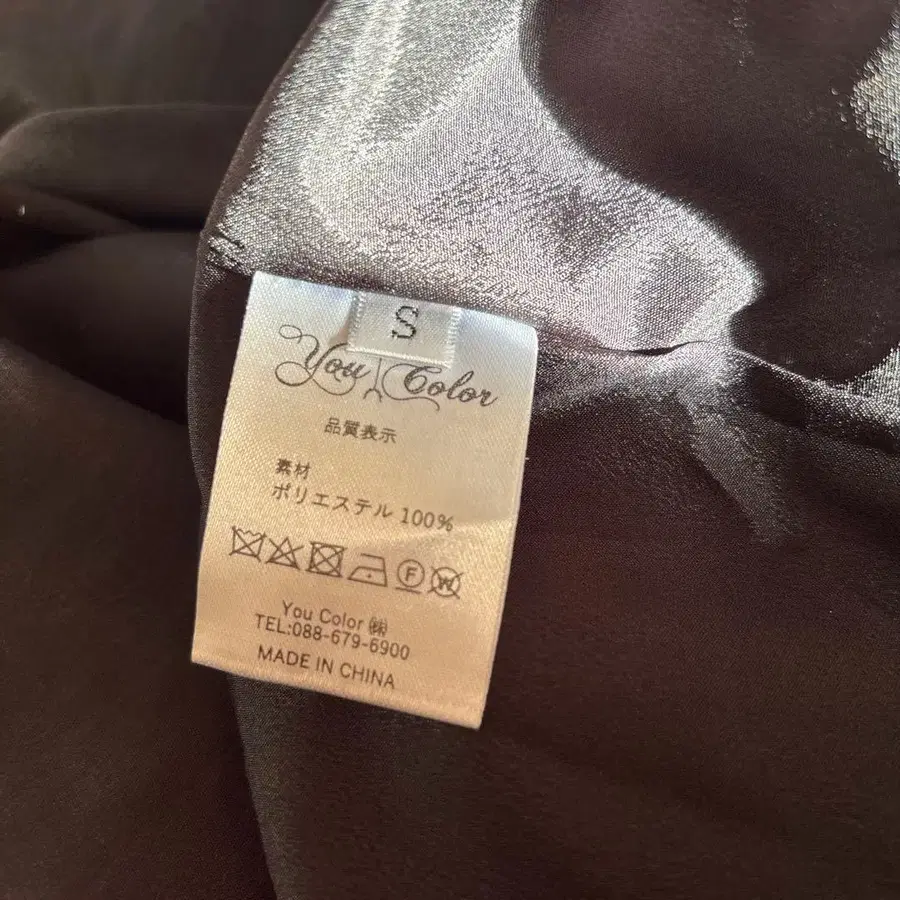 S
You Color
品質表示
素材
ポリエステル 100%
F W
You Color ㈱
TEL:088-679-6900
MADE IN CHINA